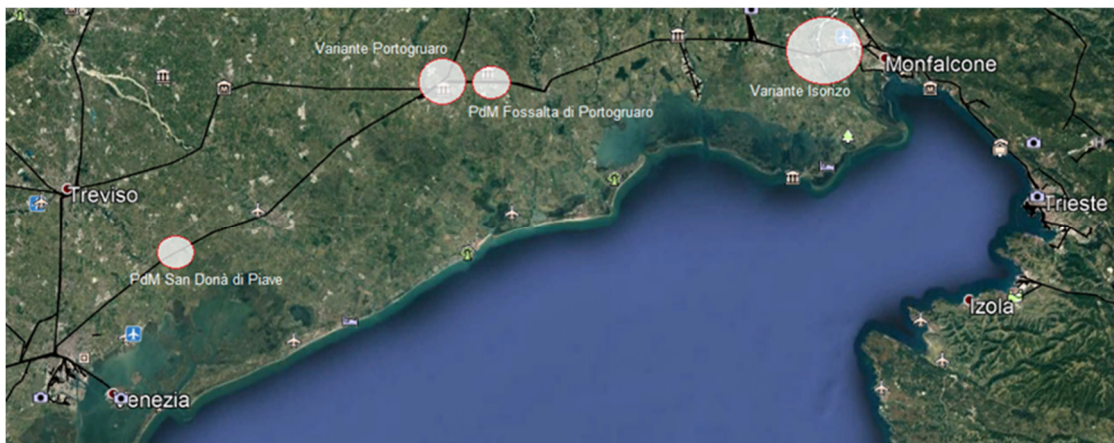 Variante Portogruaro
Monfalcone
Variante Isonzo
PdM Fossalta di Portogruaro
Treviso
Trieste
PdM San Donà di Piave
Izola
Venezia